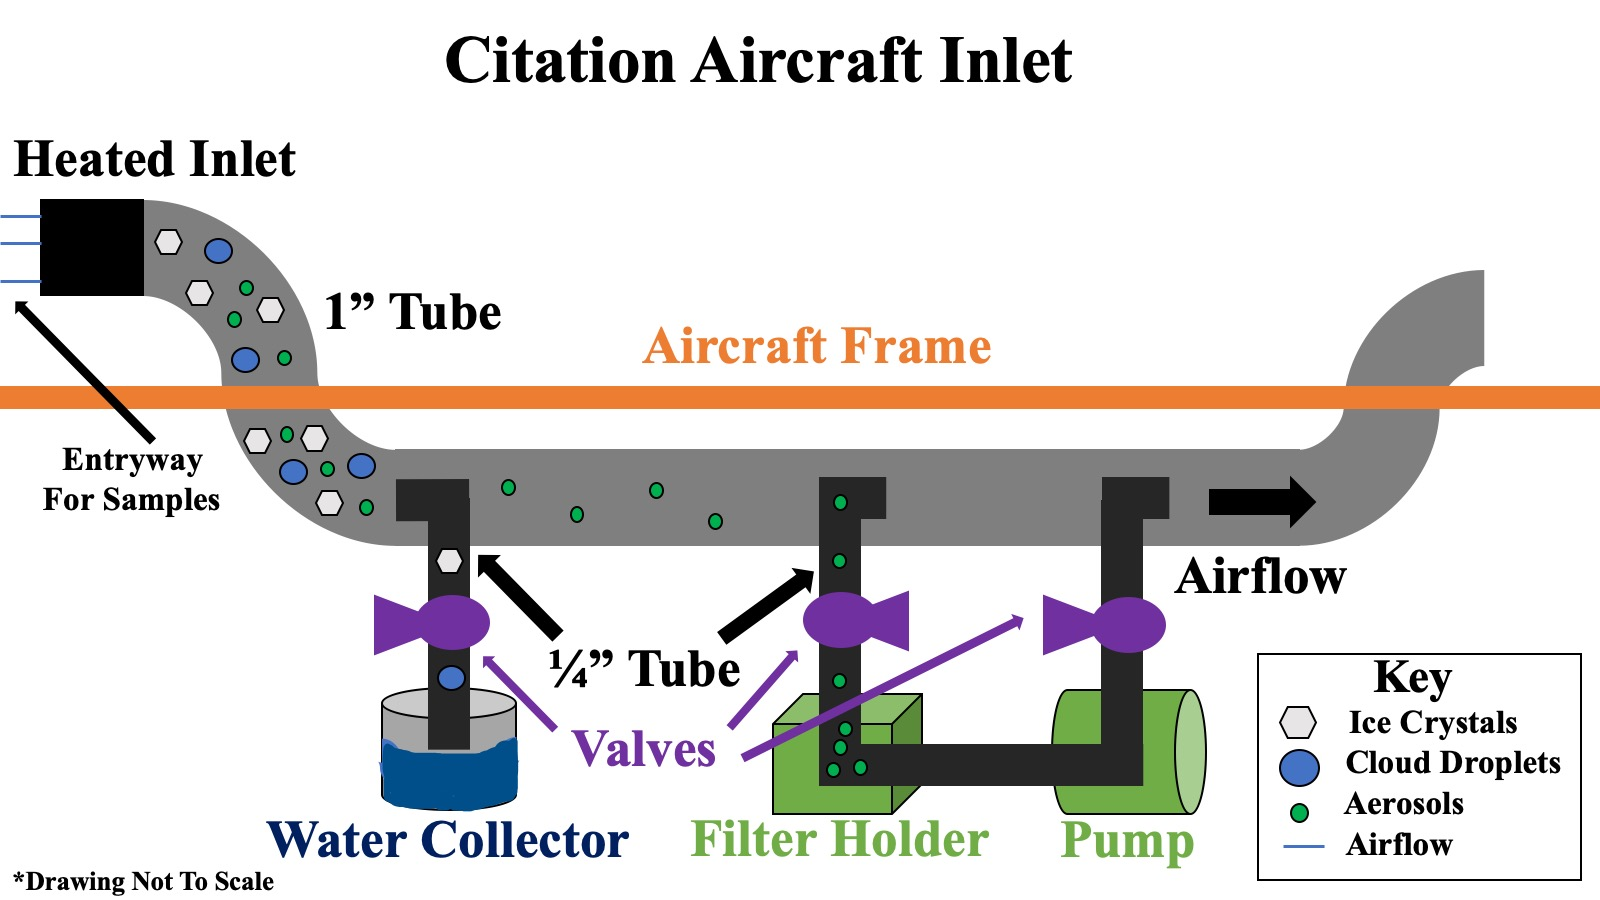 Citation Aircraft Inlet
Heated Inlet
1” Tube
Aircraft Frame
Entryway
For Samples
Airflow
¼” Tube
Valves
Water Collector
Filter Holder
Pump
Key
Ice Crystals
Cloud Droplets
Aerosols
Airflow
*Drawing Not To Scale